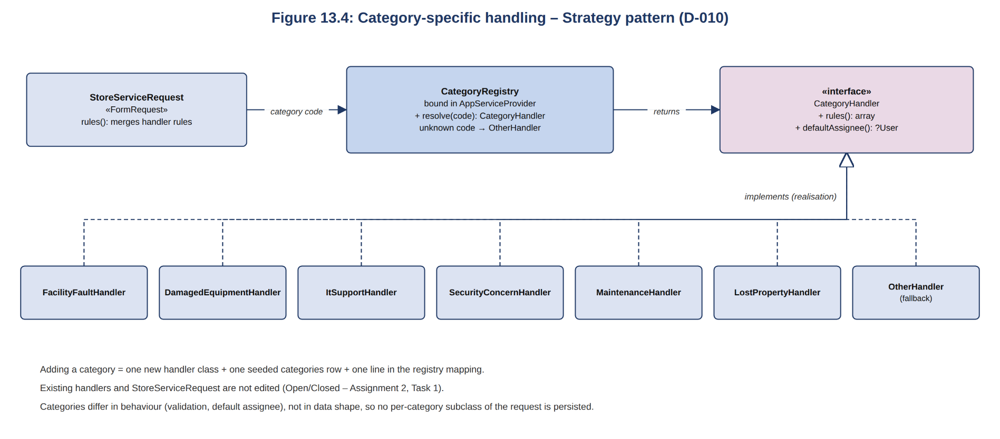 Figure 13.4: Category-specific handling – Strategy pattern (D-010)
StoreServiceRequest
«FormRequest»
rules(): merges handler rules
category code
CategoryRegistry
bound in AppServiceProvider
+ resolve(code): CategoryHandler
unknown code → OtherHandler
returns
«interface»
CategoryHandler
+ rules(): array
+ defaultAssignee(): ?User
implements (realisation)
FacilityFaultHandler
DamagedEquipmentHandler
ItSupportHandler
SecurityConcernHandler
MaintenanceHandler
LostPropertyHandler
OtherHandler
(fallback)
Adding a category = one new handler class + one seeded categories row + one line in the registry mapping.
Existing handlers and StoreServiceRequest are not edited (Open/Closed – Assignment 2, Task 1).
Categories differ in behaviour (validation, default assignee), not in data shape, so no per-category subclass of the request is persisted.